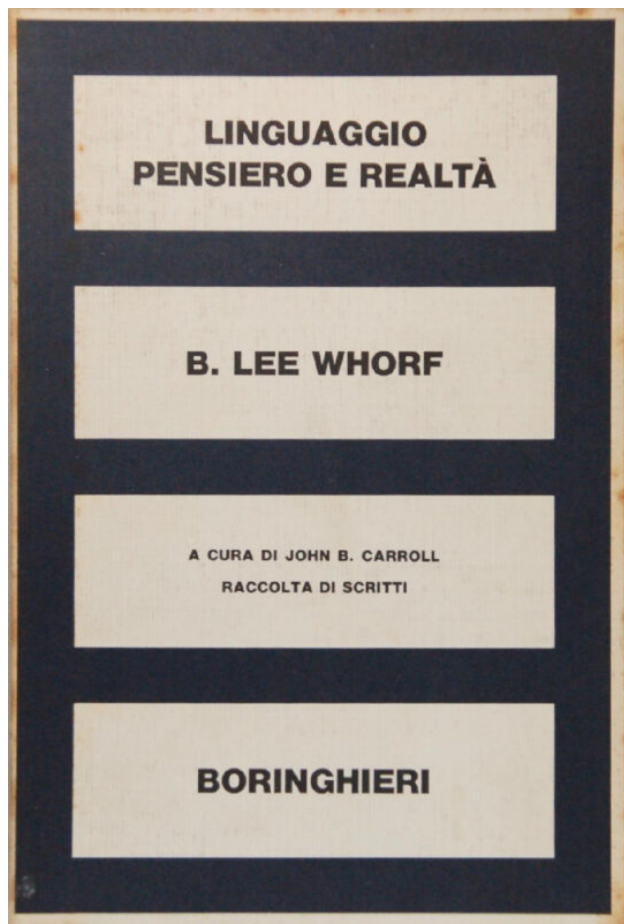 LINGUAGGIO
PENSIERO E REALTÀ
B. LEE WHORF
A CURA DI JOHN B. CARROLL
RACCOLTA DI SCRITTI
BORINGHIERI